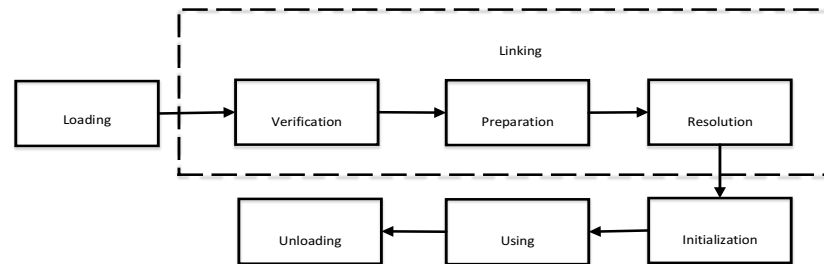 Linking
Loading
Verification
Preparation
Resolution
Unloading
Using
Initialization